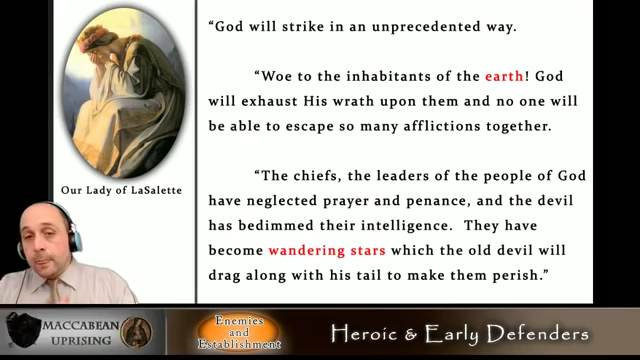 “God will strike in an unprecedented way.
“Woe to the inhabitants of the earth! God
will exhaust His wrath upon them and no one will
be able to escape so many afflictions together.
“The chiefs, the leaders of the people of God
have neglected prayer and penance, and the devil
has bedimmed their intelligence.  They have
become wandering stars which the old devil will
drag along with his tail to make them perish.”
Our Lady of LaSalette
MACCABEAN
UPRISING
Enemies
and
Establishment
Heroic & Early Defenders